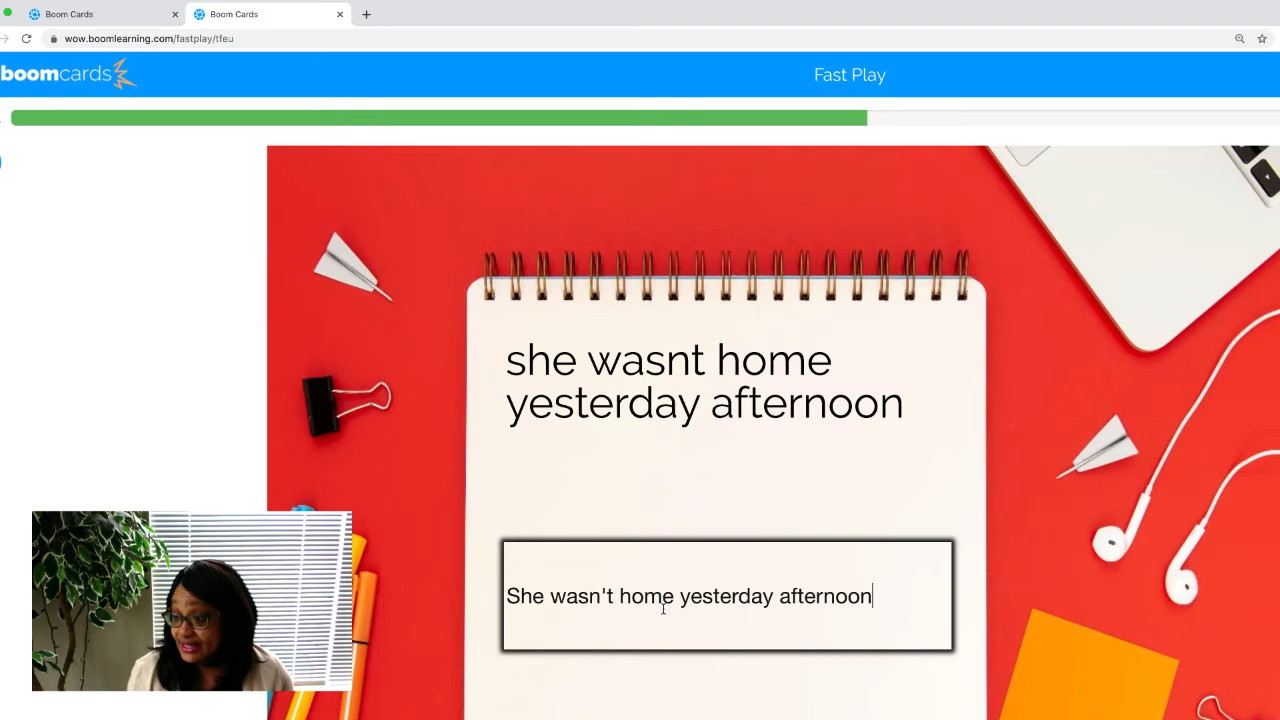 Boom Cards
Boom Cards
wow.boomlearning.com/fastplay/tfeu
boomcards
Fast Play
she wasnt home
yesterday afternoon
She wasn't home yesterday afternoon